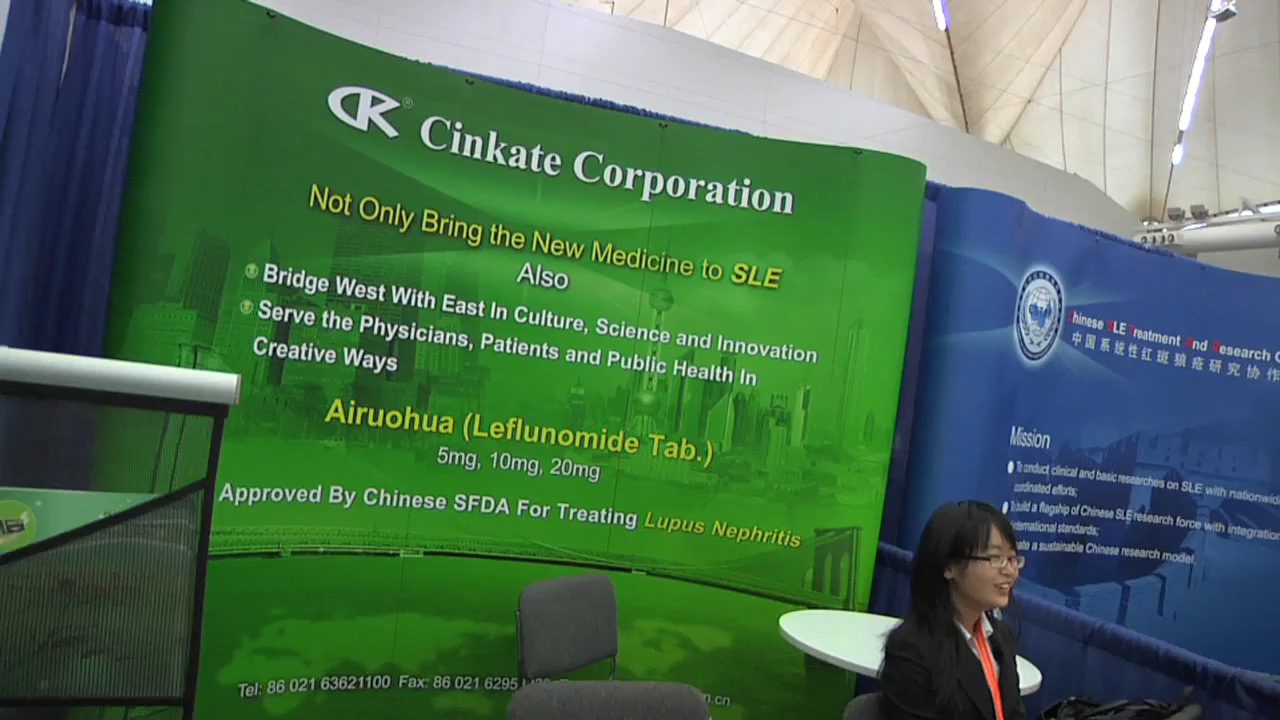 CK® Cinkate Corporation
Not Only Bring the New Medicine to SLE
Also
Bridge West With East In Culture, Science and Innovation
Serve the Physicians, Patients and Public Health In
Creative Ways
Airuohua (Leflunomide Tab.)
5mg, 10mg, 20mg
Approved By Chinese SFDA For Treating Lupus Nephritis
Tel: 86 021 63621100 Fax: 86 021 6295
Chinese SLE Treatment And Research
中国系统性红斑狼疮研究协作
Mission
To conduct clinical and basic researches on SLE with nationwide
cordinated efforts;
To build a flagship of Chinese SLE research force with integration
international standards;
a sustainable Chinese research model.